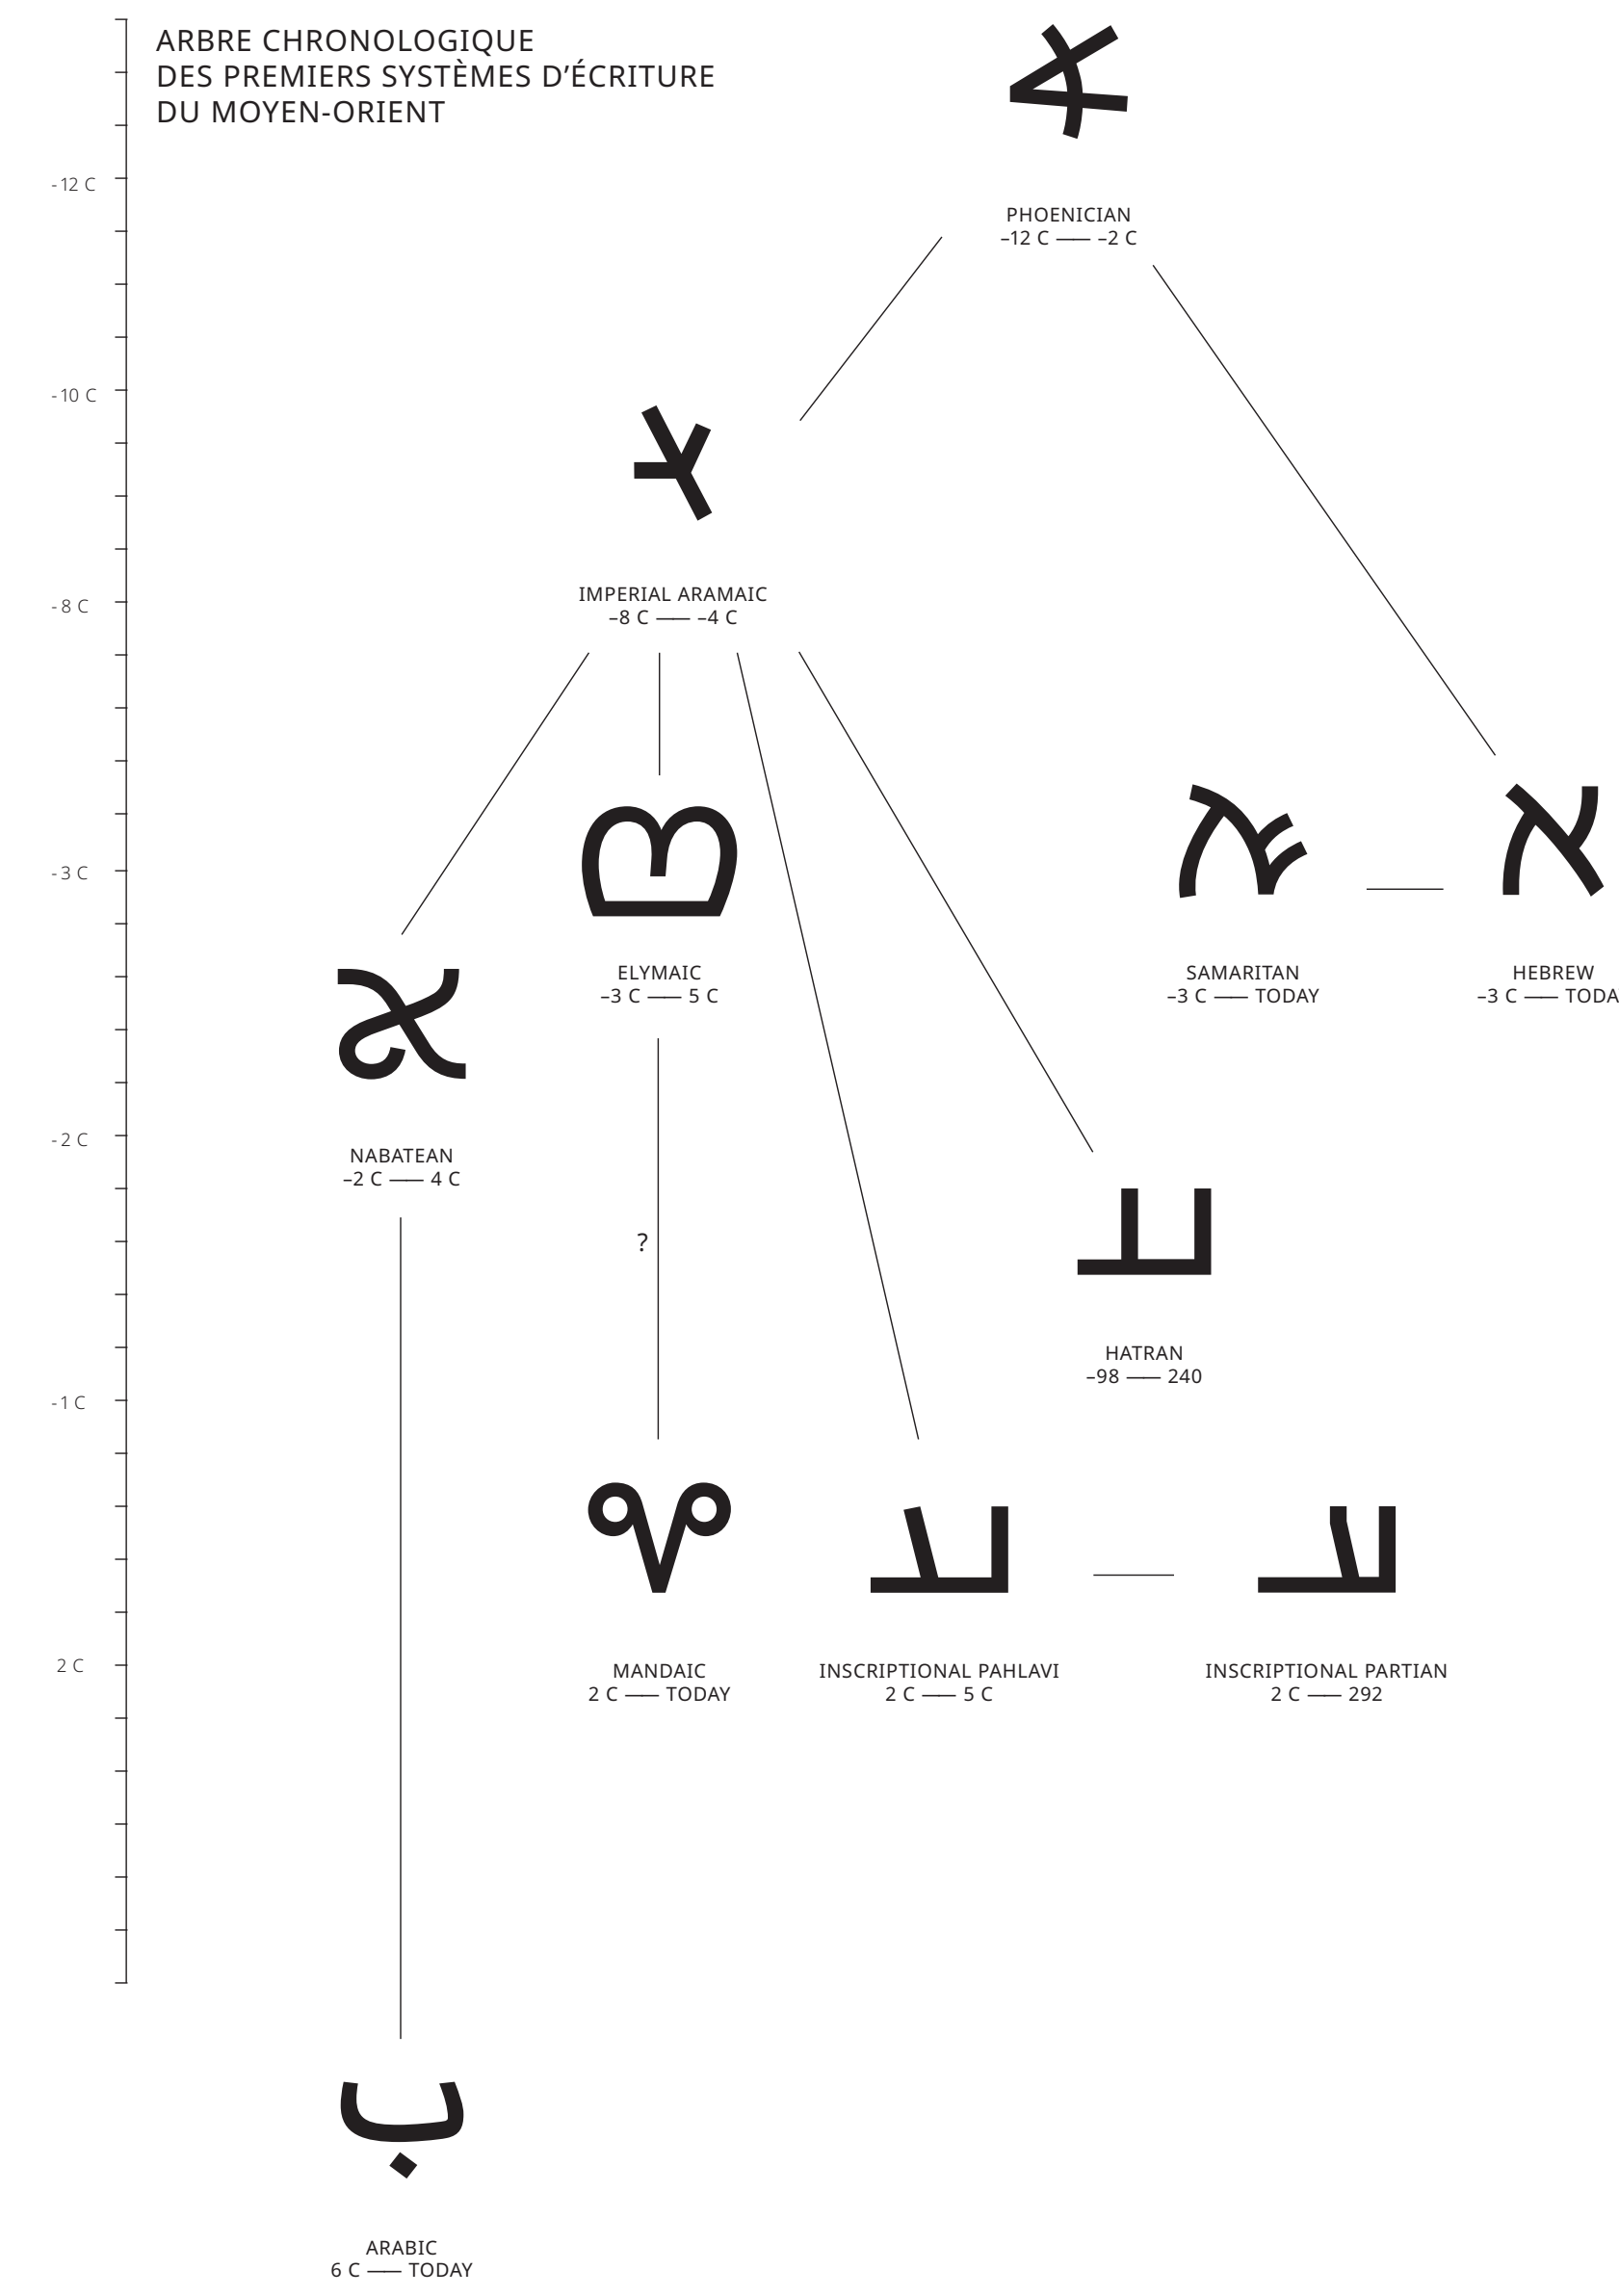 ARBRE CHRONOLOGIQUE
DES PREMIERS SYSTÈMES D’ÉCRITURE
DU MOYEN-ORIENT
-12 C
-10 C
-8 C
-3 C
-2 C
-1 C
2 C
𐤀
PHOENICIAN
–12 C —— –2 C
𐡀
IMPERIAL ARAMAIC
–8 C —— –4 C
ELYMAIC
–3 C —— 5 C
ࠀ
SAMARITAN
–3 C —— TODAY
א
HEBREW
–3 C —— TODA
NABATEAN
–2 C —— 4 C
?
HATRAN
–98 —— 240
MANDAIC
2 C —— TODAY
INSCRIPTIONAL PAHLAVI
2 C —— 5 C
INSCRIPTIONAL PARTIAN
2 C —— 292
ب
ARABIC
6 C —— TODAY